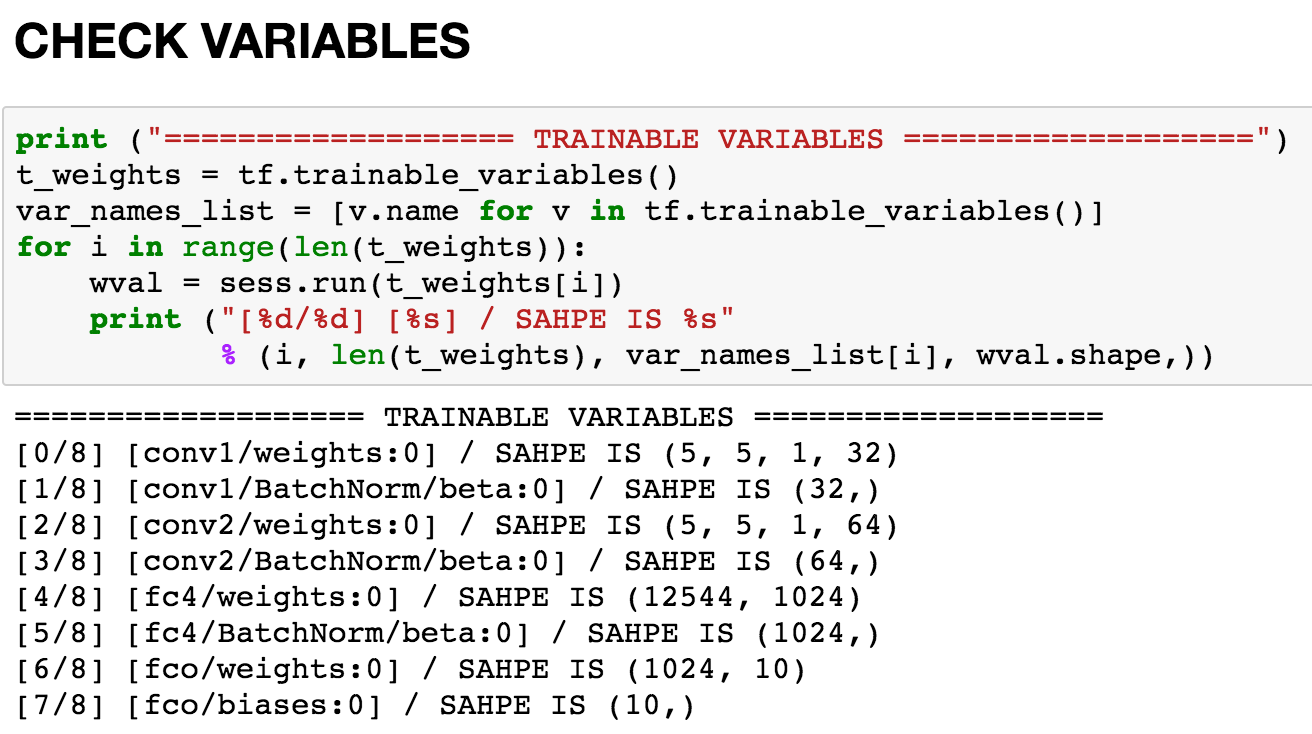 CHECK VARIABLES
print ("=================== TRAINABLE VARIABLES ===================")
t_weights = tf.trainable_variables()
var_names_list = [v.name for v in tf.trainable_variables()]
for i in range(len(t_weights)):
    wval = sess.run(t_weights[i])
    print ("[%d/%d] [%s] / SAHPE IS %s"
           % (i, len(t_weights), var_names_list[i], wval.shape,))
=================== TRAINABLE VARIABLES ===================
[0/8] [conv1/weights:0] / SAHPE IS (5, 5, 1, 32)
[1/8] [conv1/BatchNorm/beta:0] / SAHPE IS (32,)
[2/8] [conv2/weights:0] / SAHPE IS (5, 5, 1, 64)
[3/8] [conv2/BatchNorm/beta:0] / SAHPE IS (64,)
[4/8] [fc4/weights:0] / SAHPE IS (12544, 1024)
[5/8] [fc4/BatchNorm/beta:0] / SAHPE IS (1024,)
[6/8] [fco/weights:0] / SAHPE IS (1024, 10)
[7/8] [fco/biases:0] / SAHPE IS (10,)